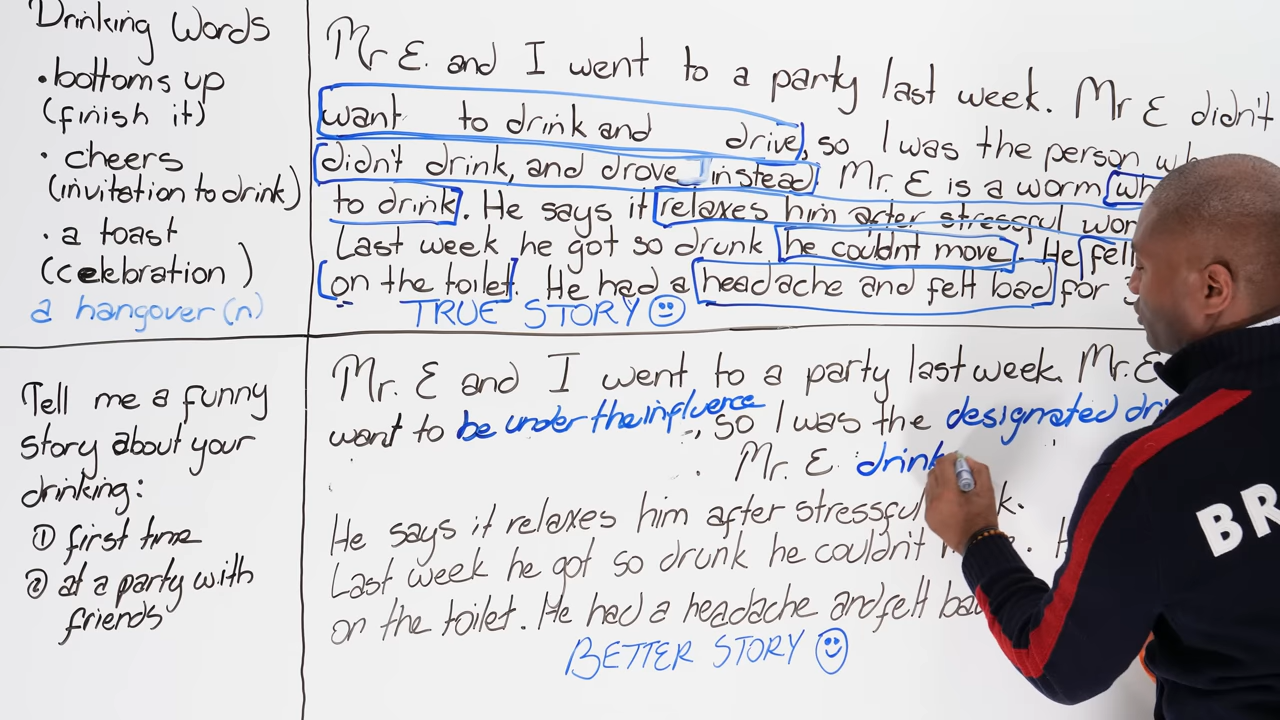 Drinking Words
• bottoms up
(finish it)
• cheers
(invitation to drink)
• a toast
(celebration)
a hangover (n)
Mr E. and I went to a party last week. Mr E didn't
want to drink and drive, so I was the person
didn't drink, and drove instead. Mr. E is a worm
to drink. He says it relaxes him after stressful
Last week he got so drunk he couldnt move. He fell
on the toilet. He had a headache and felt bad for
TRUE STORY
Tell me a funny
story about your
drinking:
① first time
② at a party with
friends
Mr. E and I went to a party last week. Mr. E
want to be under the influence, so I was the designated
Mr. E drink
He says it relaxes him after stressful
Last week he got so drunk he couldn't
on the toilet. He had a headache and felt
BETTER STORY
BR